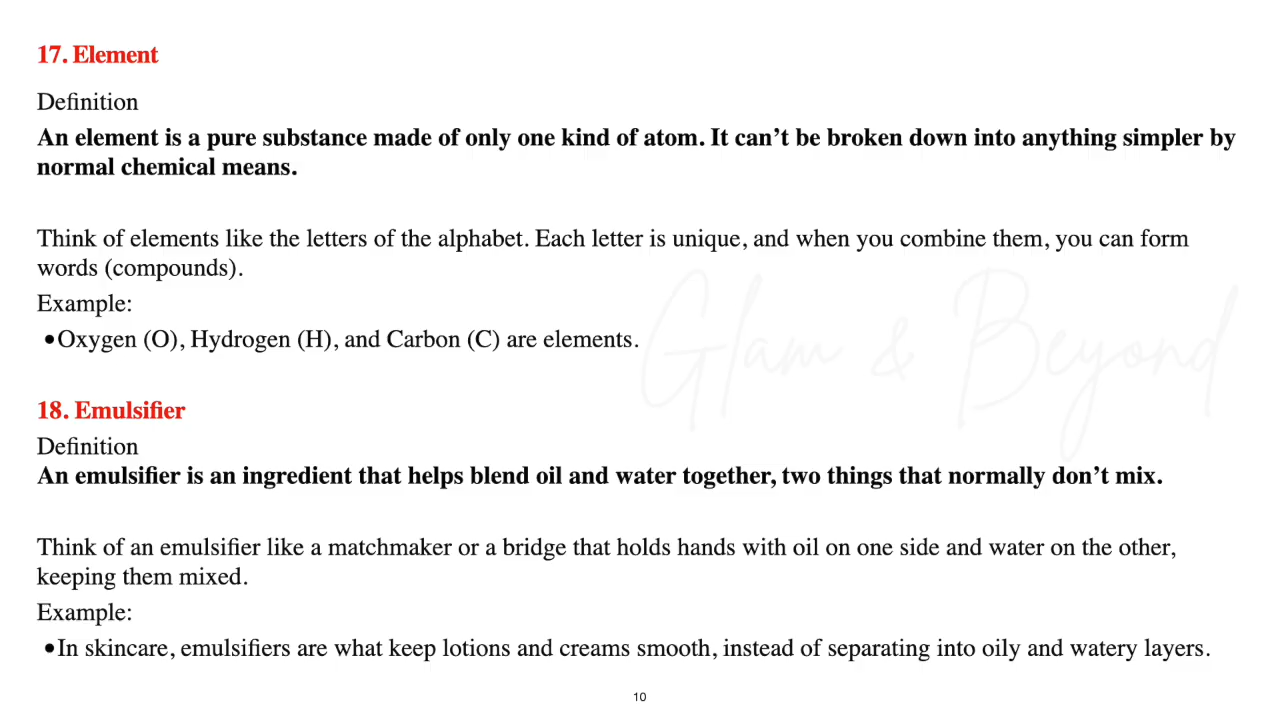 17. Element
Definition
An element is a pure substance made of only one kind of atom. It can’t be broken down into anything simpler by
normal chemical means.
Think of elements like the letters of the alphabet. Each letter is unique, and when you combine them, you can form
words (compounds).
Example:
•Oxygen (O), Hydrogen (H), and Carbon (C) are elements.
Glam & Beyond
18. Emulsifier
Definition
An emulsifier is an ingredient that helps blend oil and water together, two things that normally don’t mix.
Think of an emulsifier like a matchmaker or a bridge that holds hands with oil on one side and water on the other,
keeping them mixed.
Example:
•In skincare, emulsifiers are what keep lotions and creams smooth, instead of separating into oily and watery layers.
10